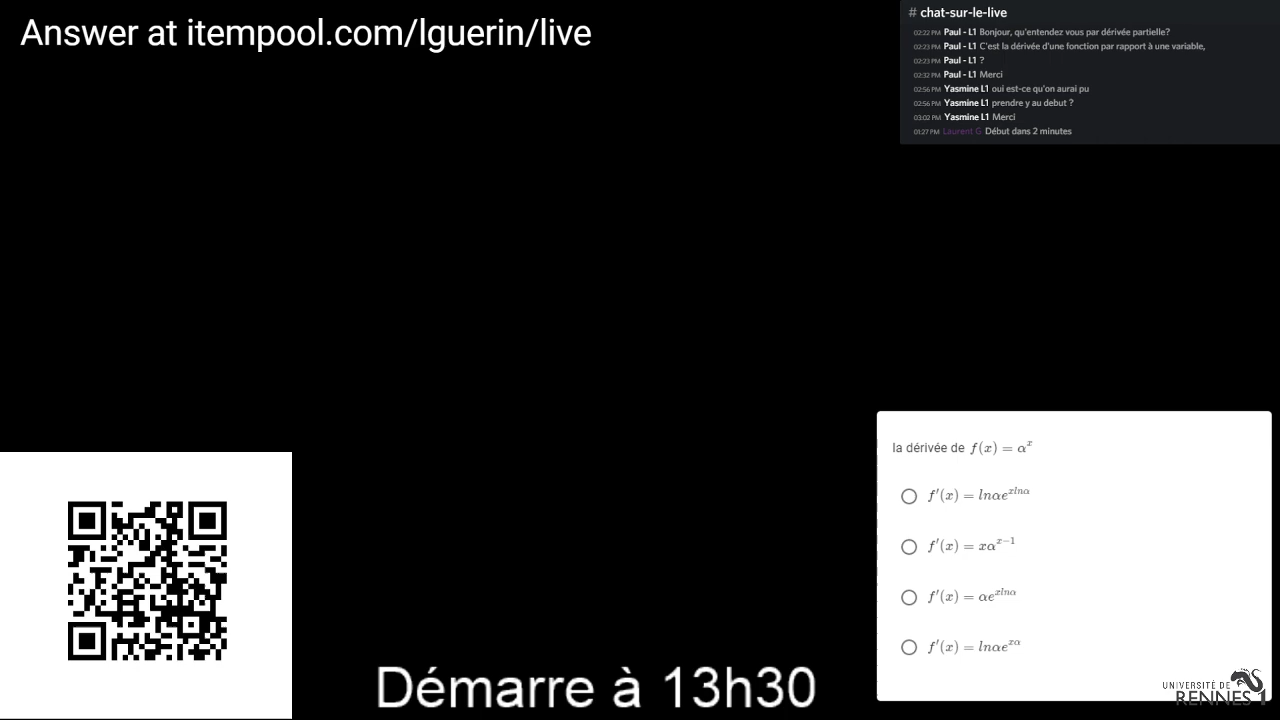 Answer at itempool.com/lguerin/live
# chat-sur-le-live
02:22 PM Paul - L1 Bonjour, qu'entendez vous par dérivée partielle?
02:23 PM Paul - L1 C'est la dérivée d'une fonction par rapport à une variable,
02:23 PM Paul - L1 ?
02:32 PM Paul - L1 Merci
02:56 PM Yasmine L1 oui est-ce qu'on aurai pu
02:56 PM Yasmine L1 prendre y au debut ?
03:02 PM Yasmine L1 Merci
01:27 PM Laurent G Début dans 2 minutes
la dérivée de f(x) = α^x
f′(x) = lnαe^{xlnα}
f′(x) = xα^{x−1}
f′(x) = αe^{xlnα}
f′(x) = lnαe^{xα}
Démarre à 13h30
UNIVERSITÉ DE
RENNES 1